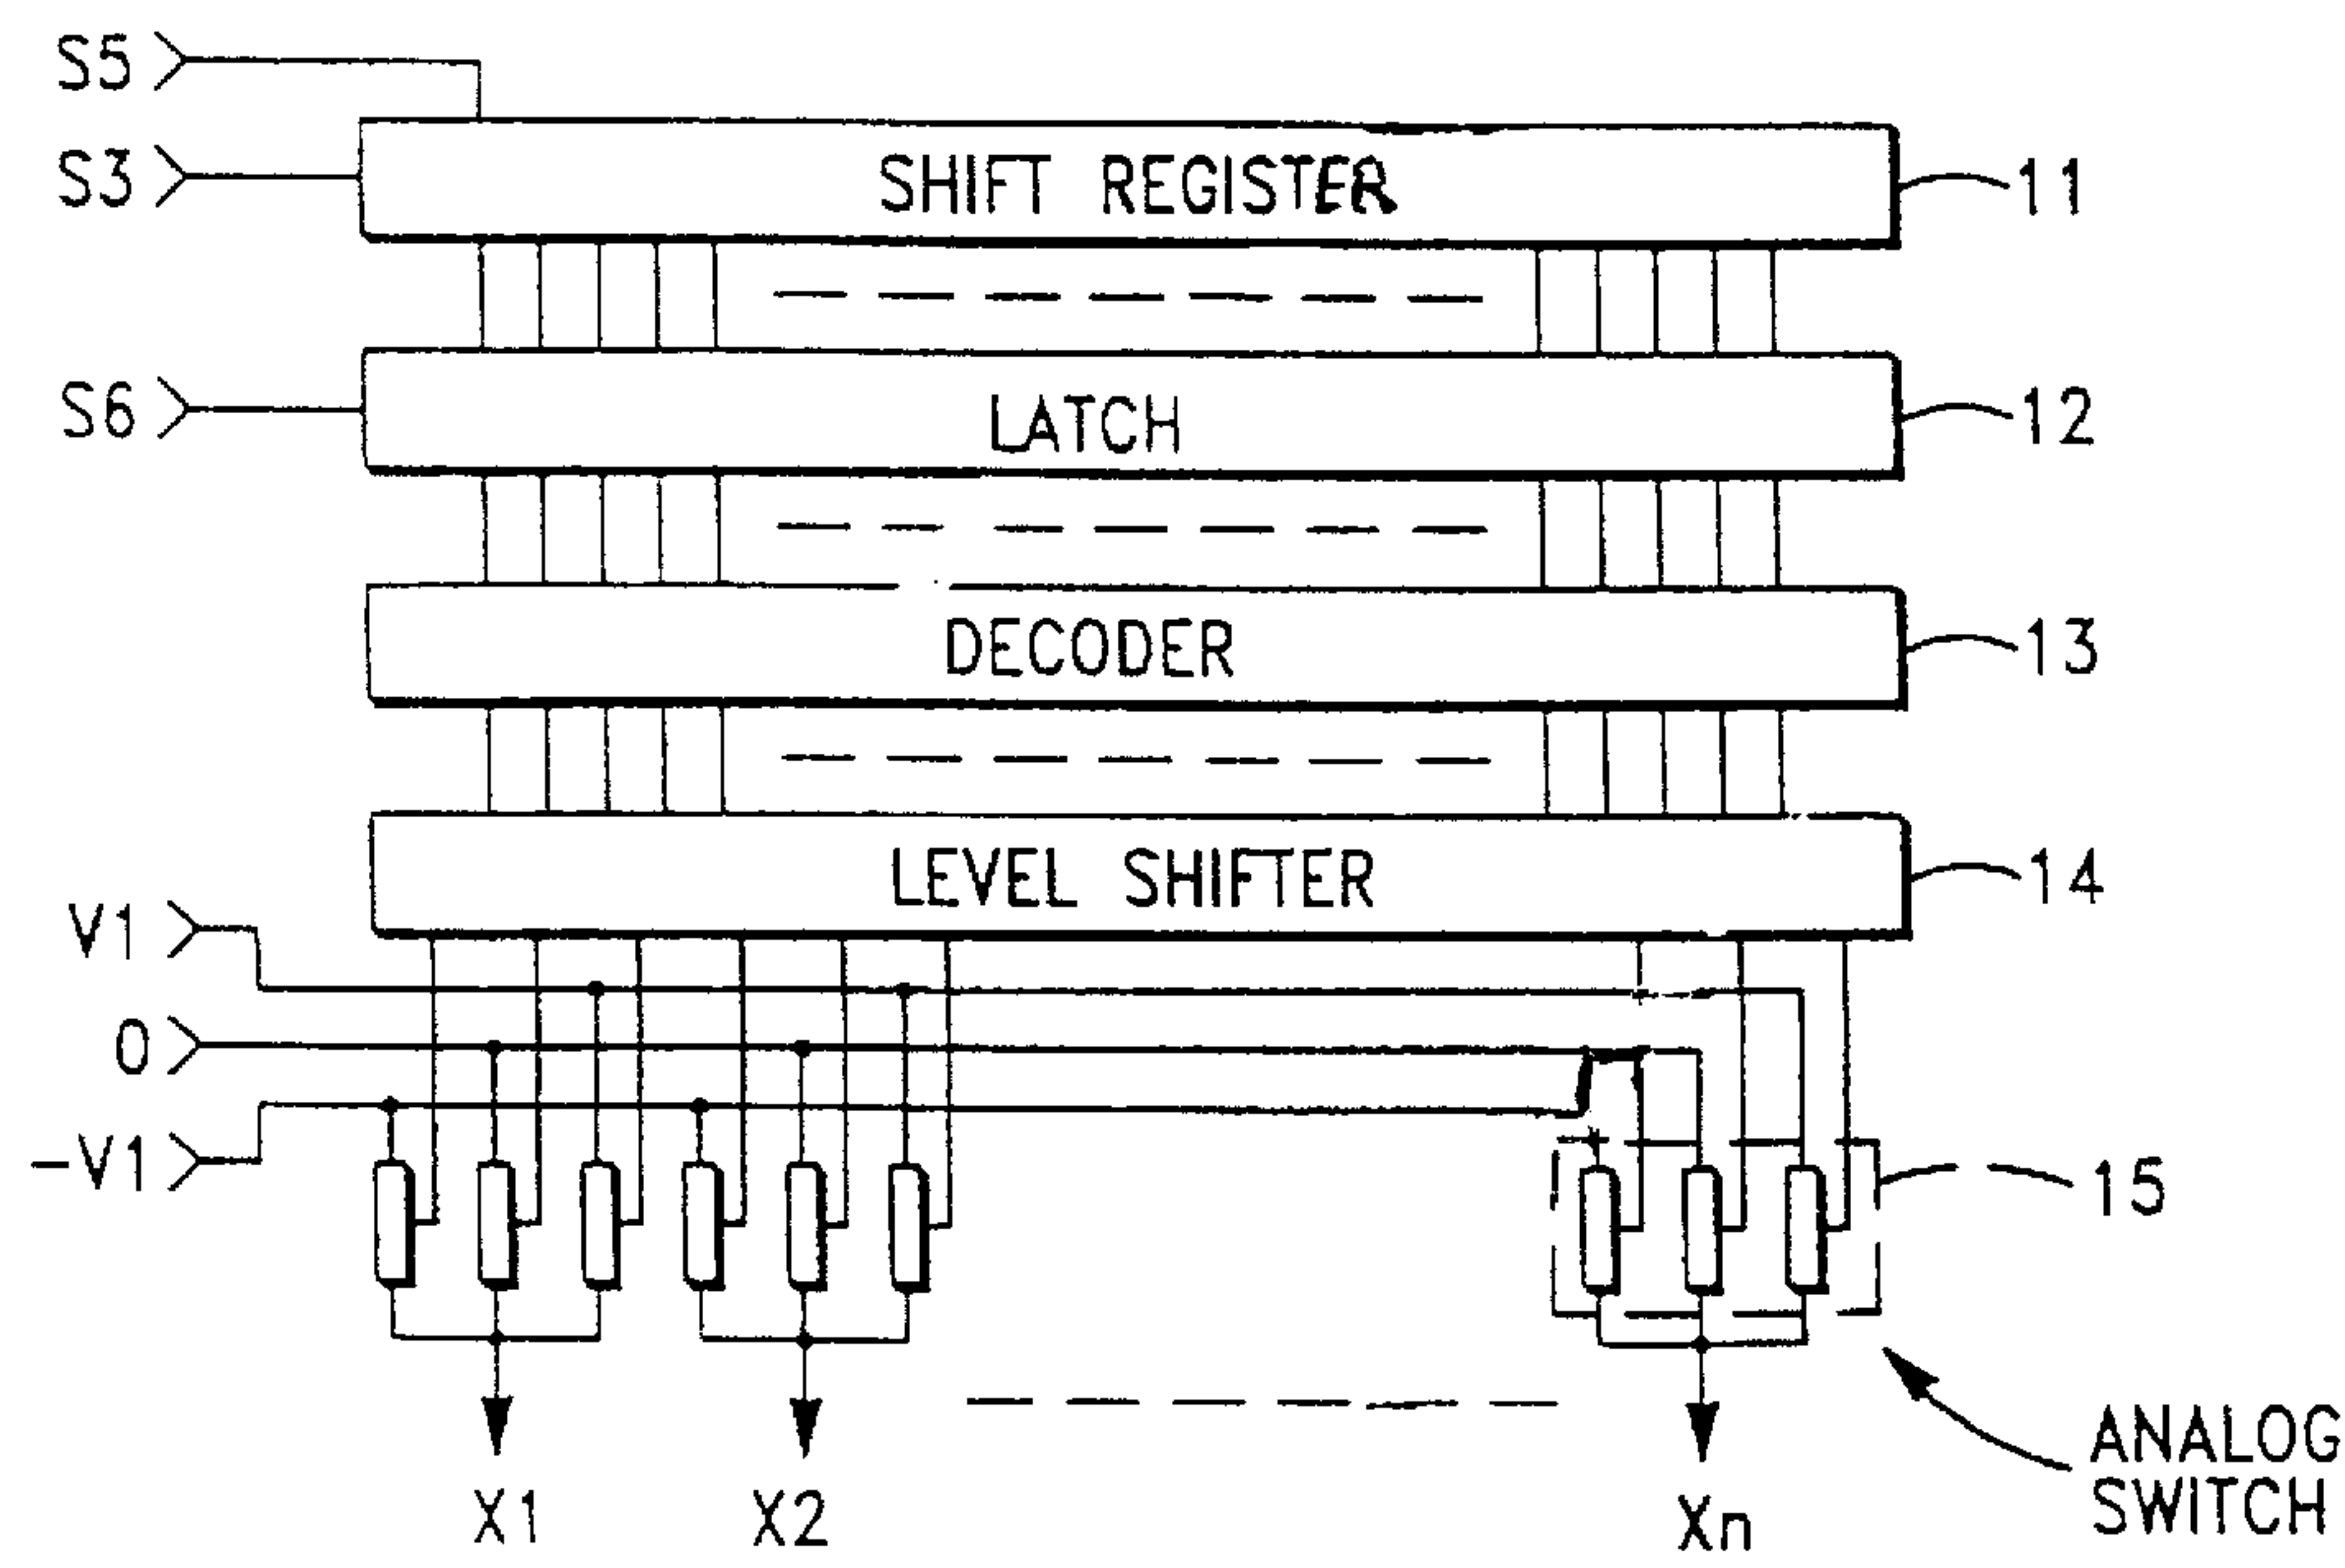 S5
S3
SHIFT REGISTER
11
S6
LATCH
12
DECODER
13
LEVEL SHIFTER
14
V1
0
-V1
15
X1
X2
Xn
ANALOG
SWITCH